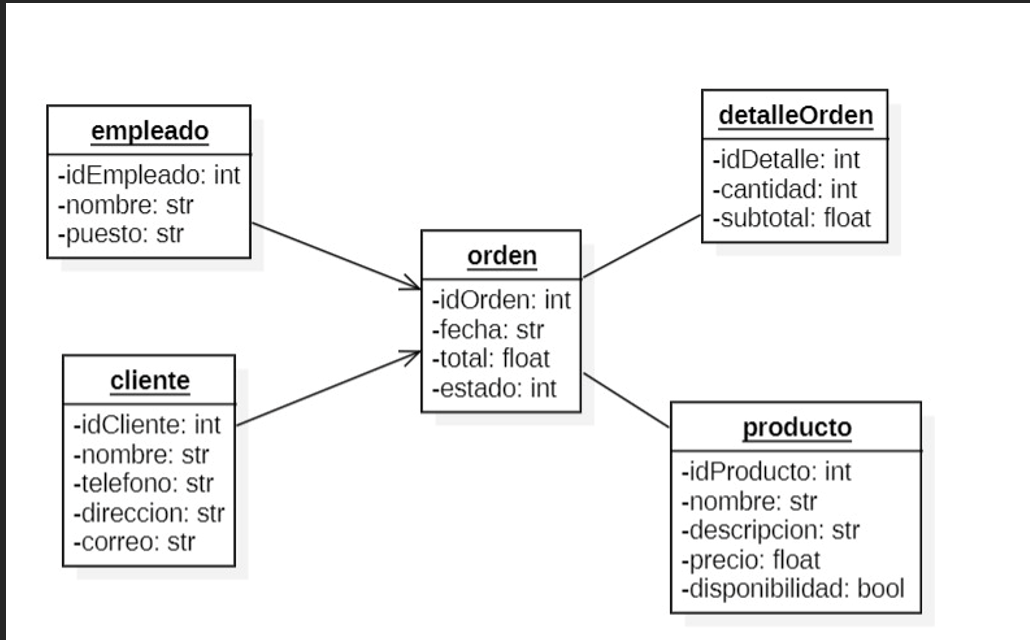 empleado
-idEmpleado: int
-nombre: str
-puesto: str
detalleOrden
-idDetalle: int
-cantidad: int
-subtotal: float
orden
-idOrden: int
-fecha: str
-total: float
-estado: int
cliente
-idCliente: int
-nombre: str
-telefono: str
-direccion: str
-correo: str
producto
-idProducto: int
-nombre: str
-descripcion: str
-precio: float
-disponibilidad: bool